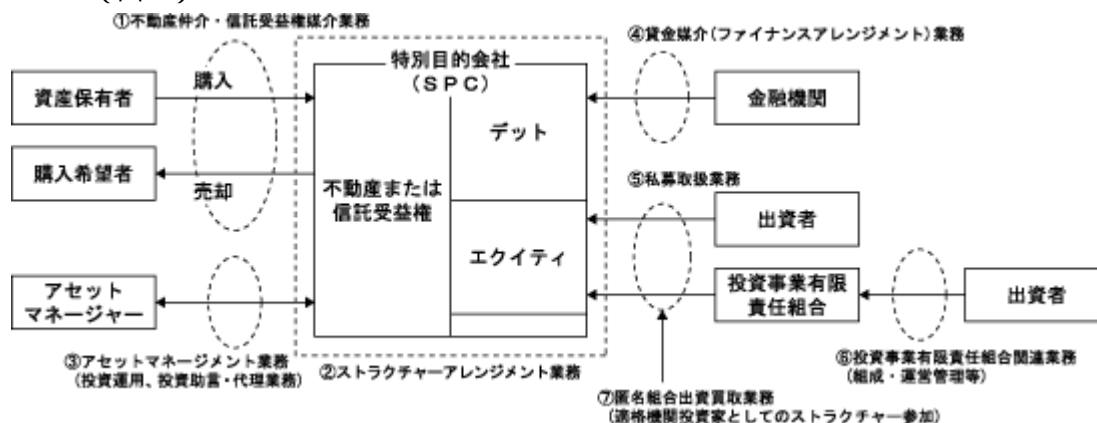 ①不動産仲介・信託受益権媒介業務
資産保有者
購入
購入希望者
売却
アセット
マネージャー
③アセットマネージメント業務
(投資運用、投資助言・代理業務)
特別目的会社
(SPC)
不動産または
信託受益権
デット
エクイティ
②ストラクチャーアレンジメント業務
④貸金媒介(ファイナンスアレンジメント)業務
金融機関
⑤私募取扱業務
出資者
投資事業有限
責任組合
出資者
⑥投資事業有限責任組合関連業務
(組成・運営管理等)
⑦匿名組合出資買取業務
(適格機関投資家としてのストラクチャー参加)